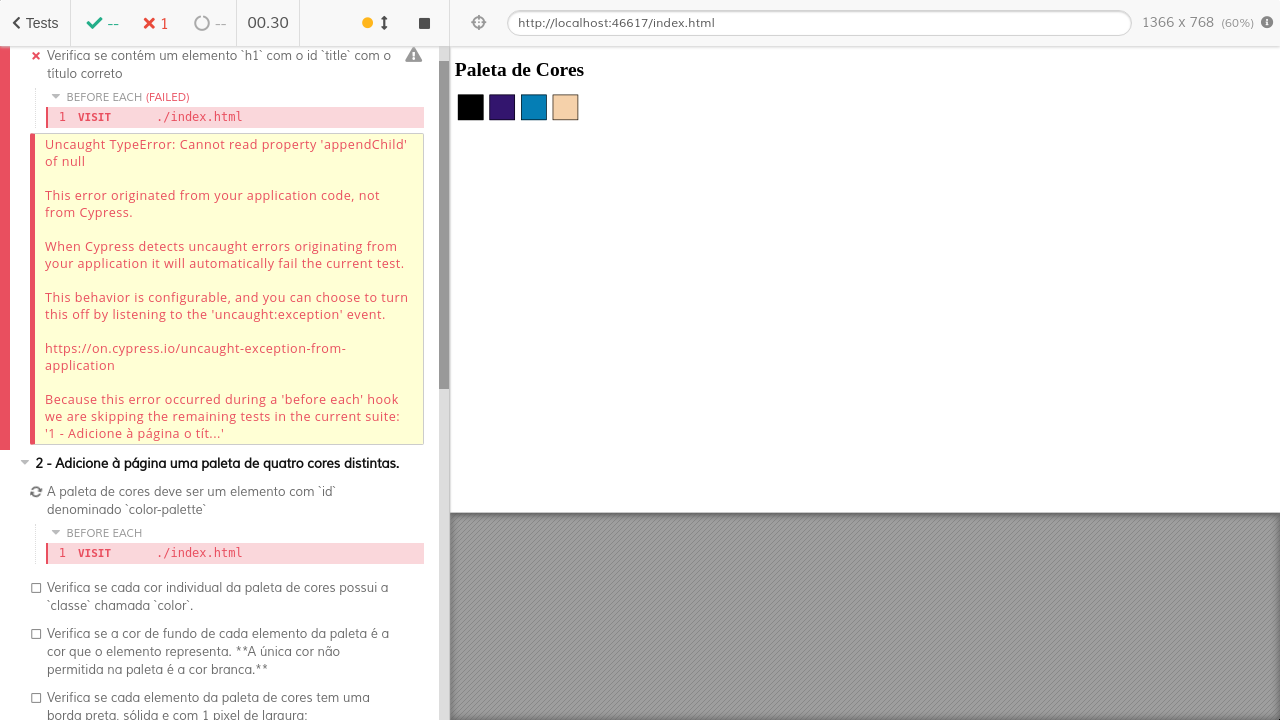 Tests
--
1
--
00.30
http://localhost:46617/index.html
1366 x 768 (60%)
Verifica se contém um elemento `h1` com o id `title` com o
título correto
BEFORE EACH (FAILED)
1 VISIT ./index.html
Uncaught TypeError: Cannot read property 'appendChild'
of null
This error originated from your application code, not
from Cypress.
When Cypress detects uncaught errors originating from
your application it will automatically fail the current test.
This behavior is configurable, and you can choose to turn
this off by listening to the 'uncaught:exception' event.
https://on.cypress.io/uncaught-exception-from-
application
Because this error occurred during a 'before each' hook
we are skipping the remaining tests in the current suite:
'1 - Adicione à página o tít...'
2 - Adicione à página uma paleta de quatro cores distintas.
A paleta de cores deve ser um elemento com `id`
denominado `color-palette`
BEFORE EACH
1 VISIT ./index.html
Verifica se cada cor individual da paleta de cores possui a
`classe` chamada `color`.
Verifica se a cor de fundo de cada elemento da paleta é a
cor que o elemento representa. **A única cor não
permitida na paleta é a cor branca.**
Verifica se cada elemento da paleta de cores tem uma
borda preta, sólida e com 1 pixel de largura;
Paleta de Cores